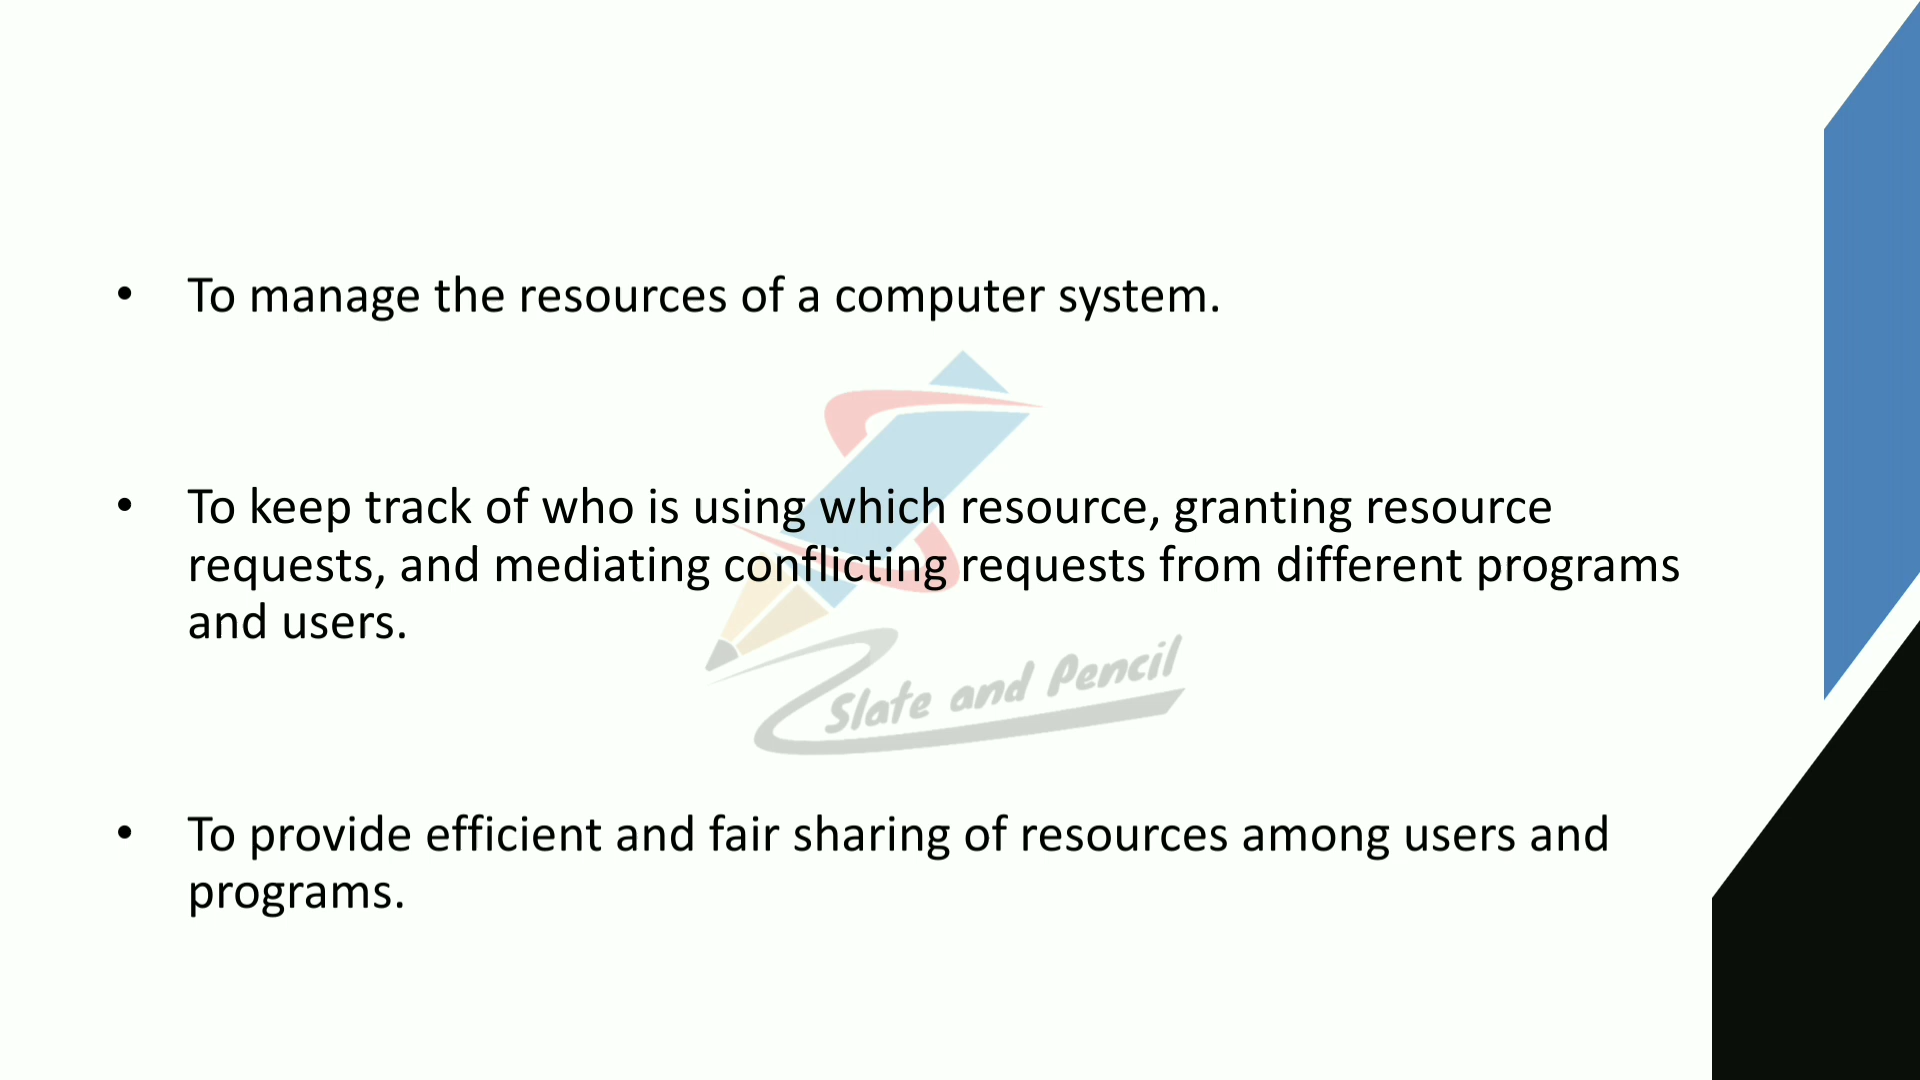 • To manage the resources of a computer system.
• To keep track of who is using which resource, granting resource
requests, and mediating conflicting requests from different programs
and users.
Slate and Pencil
• To provide efficient and fair sharing of resources among users and
programs.